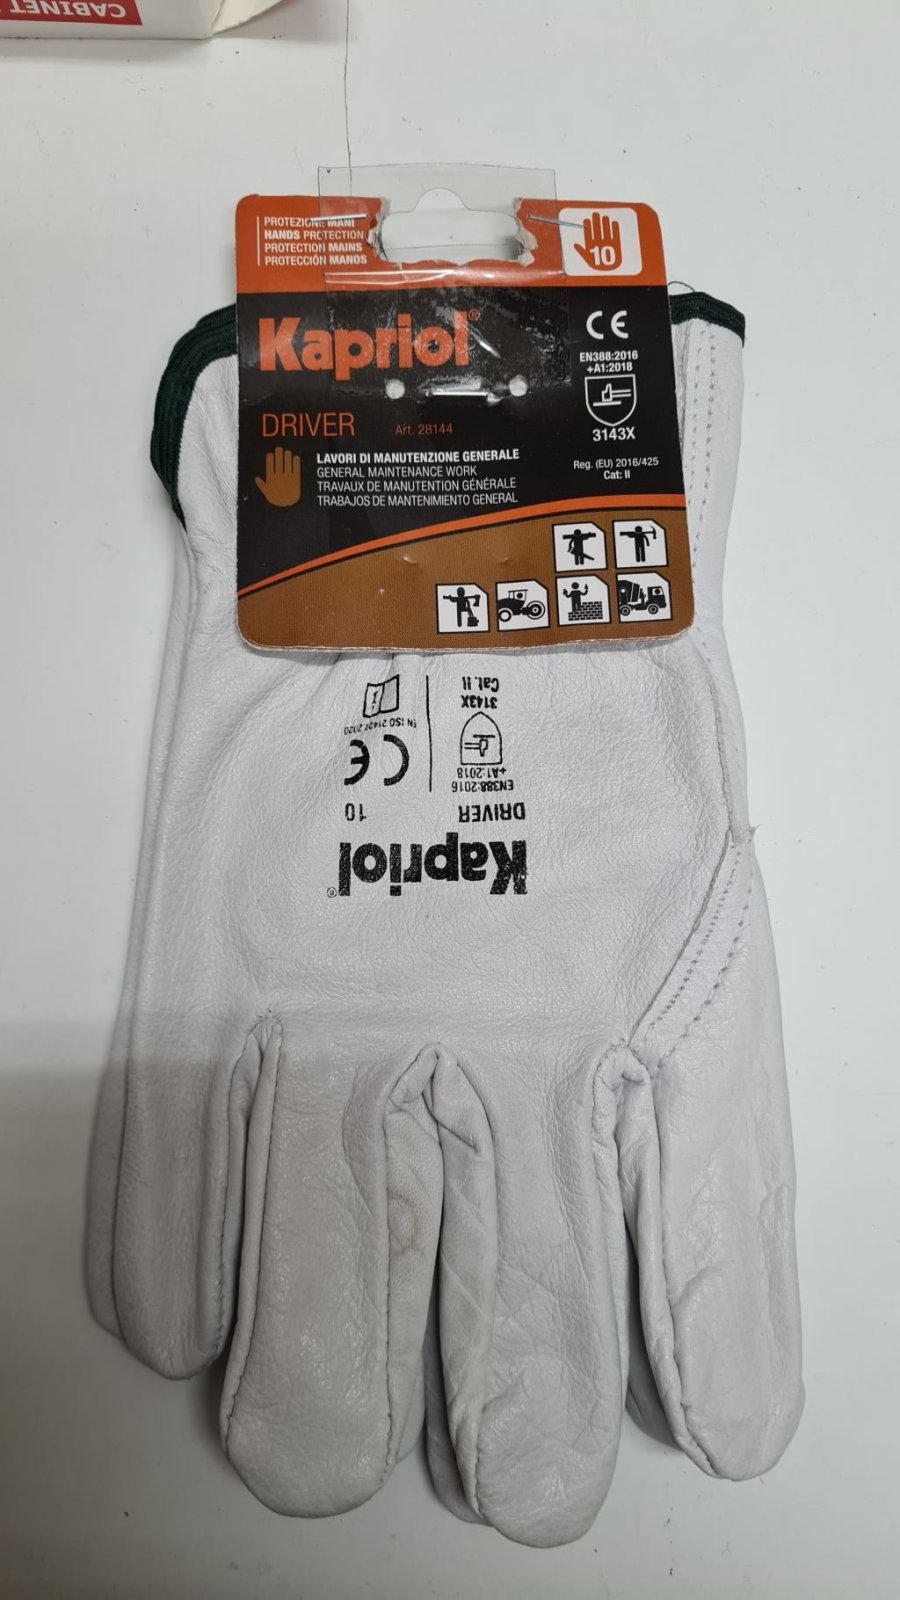 CABINET
PROTEZIONE MANI
HANDS PROTECTION
PROTECTION MAINS
PROTECCIÓN MANOS
10
Kapriol®
CE
EN388:2016
+A1:2018
3143X
DRIVER
Art. 28144
Reg. (EU) 2016/425
Cat: II
LAVORI DI MANUTENZIONE GENERALE
GENERAL MAINTENANCE WORK
TRAVAUX DE MANUTENTION GÉNÉRALE
TRABAJOS DE MANTENIMIENTO GENERAL
Kapriol®
DRIVER 10
EN388:2016
+A1:2018
3143X
Cat. II
CE
EN ISO 21420:2020
i